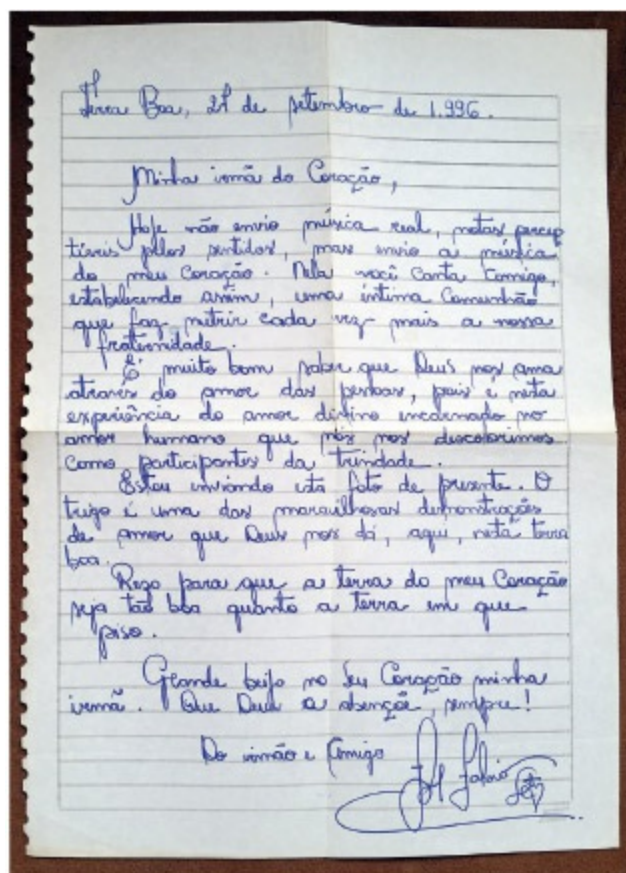 Terra Boa, 27 de setembro de 1.996.
Minha irmã do Coração,
Hoje não envio música real, notas percep
tíveis pelos sentidos, mas envio a música
do meu Coração. Nela você Canta Comigo,
estabelecendo assim, uma íntima Comunhão
que faz nutrir cada vez mais a nossa
fraternidade.
É muito bom saber que Deus nos ama
através do amor das pessoas, pois é nesta
experiência do amor divino encarnado no
amor humano que nós nos descobrimos
como participantes da trindade.
Estou enviando esta foto de presente. O
trigo é uma das maravilhosas demonstrações
de amor que Deus nos dá, aqui, nesta terra
boa.
Rezo para que a terra do meu Coração
seja tão boa quanto a terra em que
piso.
Grande beijo no seu Coração minha
irmã. Que Deus a abençoe, sempre!
Do irmão e Amigo
Fábio